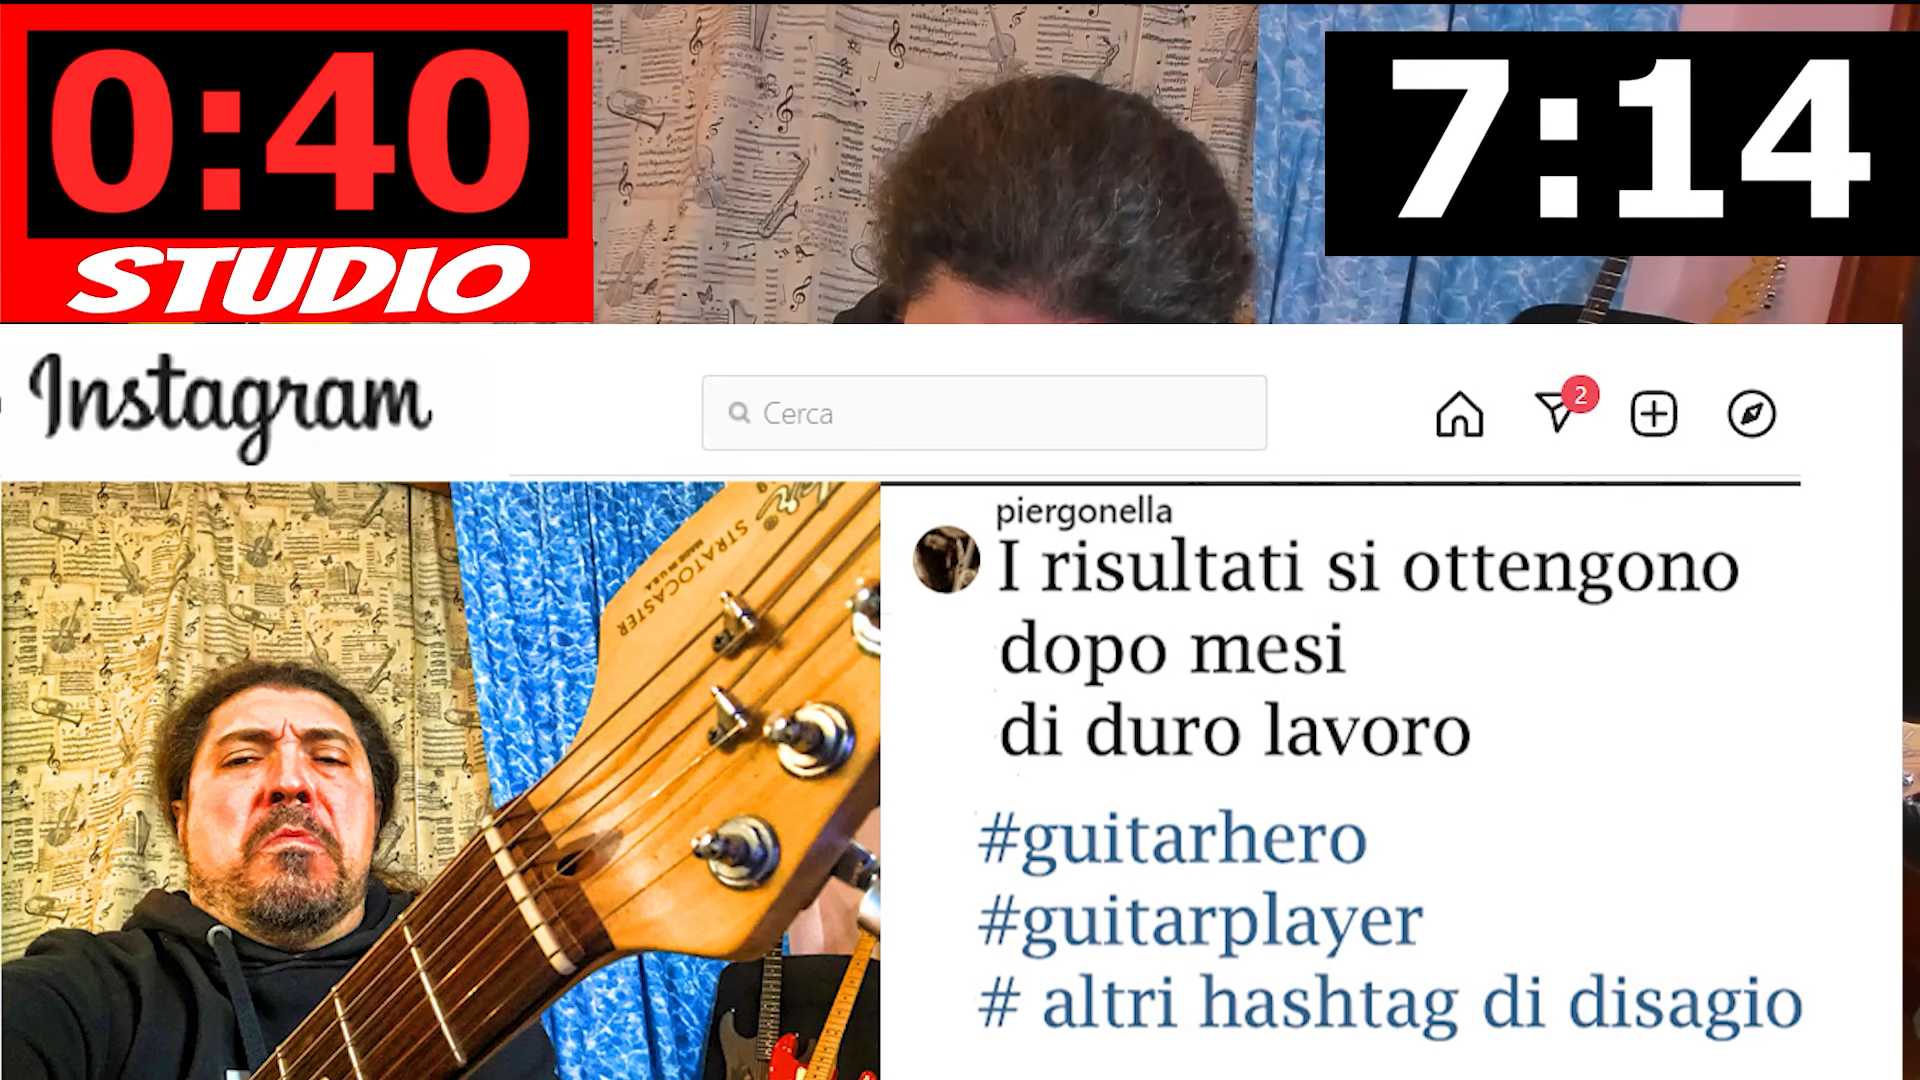 0:40
STUDIO
7:14
Instagram
Cerca
2
piergonella
I risultati si ottengono
dopo mesi
di duro lavoro
#guitarhero
#guitarplayer
# altri hashtag di disagio
STRATOCASTER